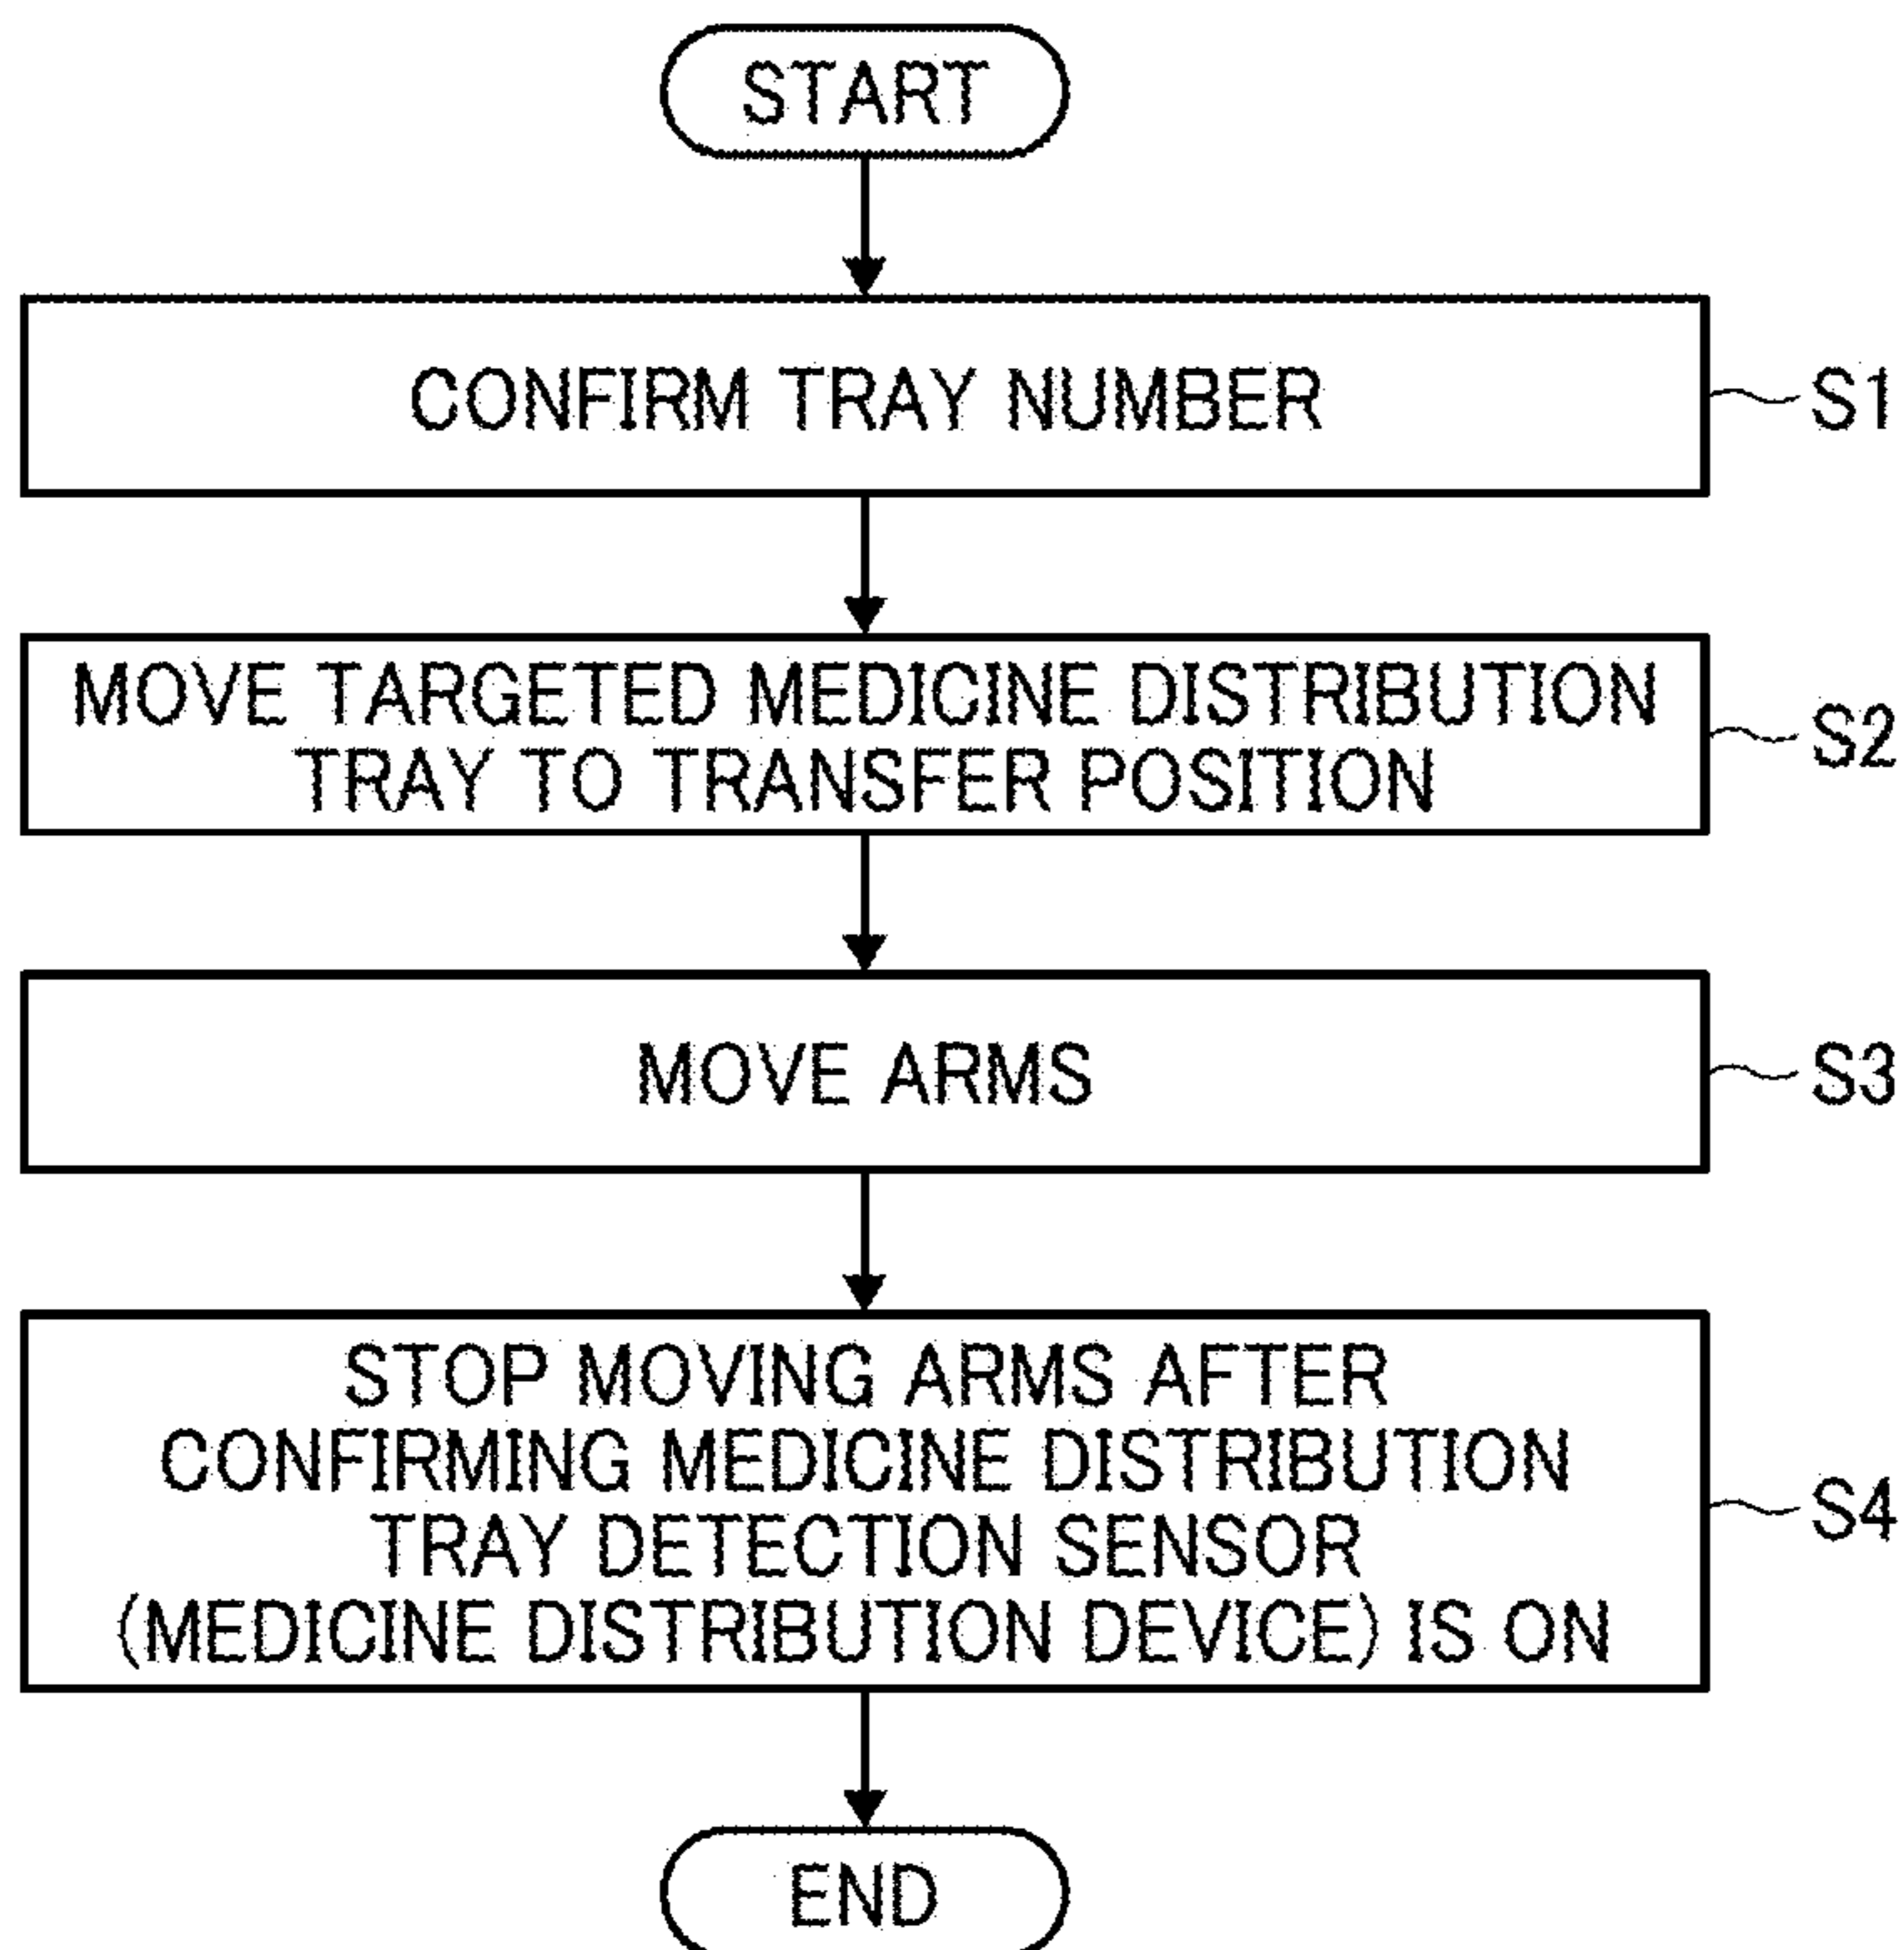 START
CONFIRM TRAY NUMBER
S1
MOVE TARGETED MEDICINE DISTRIBUTION
TRAY TO TRANSFER POSITION
S2
MOVE ARMS
S3
STOP MOVING ARMS AFTER
CONFIRMING MEDICINE DISTRIBUTION
TRAY DETECTION SENSOR
(MEDICINE DISTRIBUTION DEVICE) IS ON
S4
END